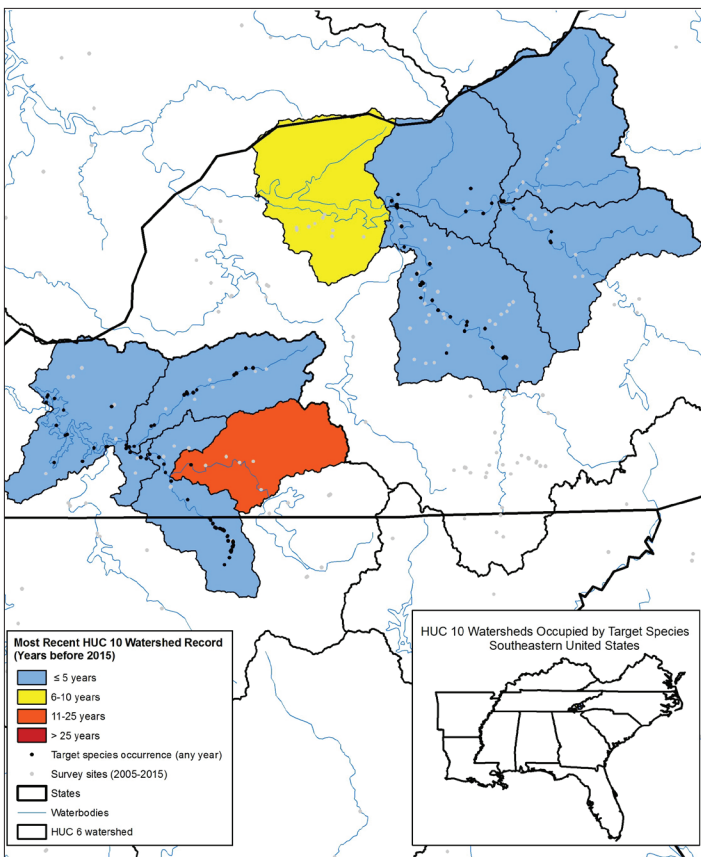 Most Recent HUC 10 Watershed Record
(Years before 2015)
≤ 5 years
6-10 years
11-25 years
> 25 years
Target species occurrence (any year)
Survey sites (2005-2015)
States
Waterbodies
HUC 6 watershed
HUC 10 Watersheds Occupied by Target Species
Southeastern United States